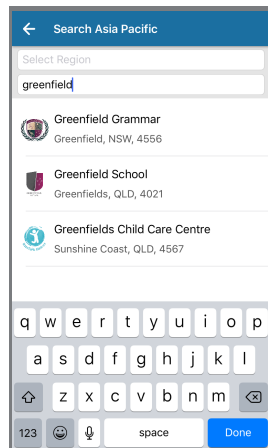 Search Asia Pacific
Select Region
greenfield
Greenfield Grammar
Greenfield, NSW, 4556
Greenfield School
Greenfields, QLD, 4021
Greenfields Child Care Centre
Sunshine Coast, QLD, 4567
q w e r t y u i o p
a s d f g h j k l
z x c v b n m
123 space Done